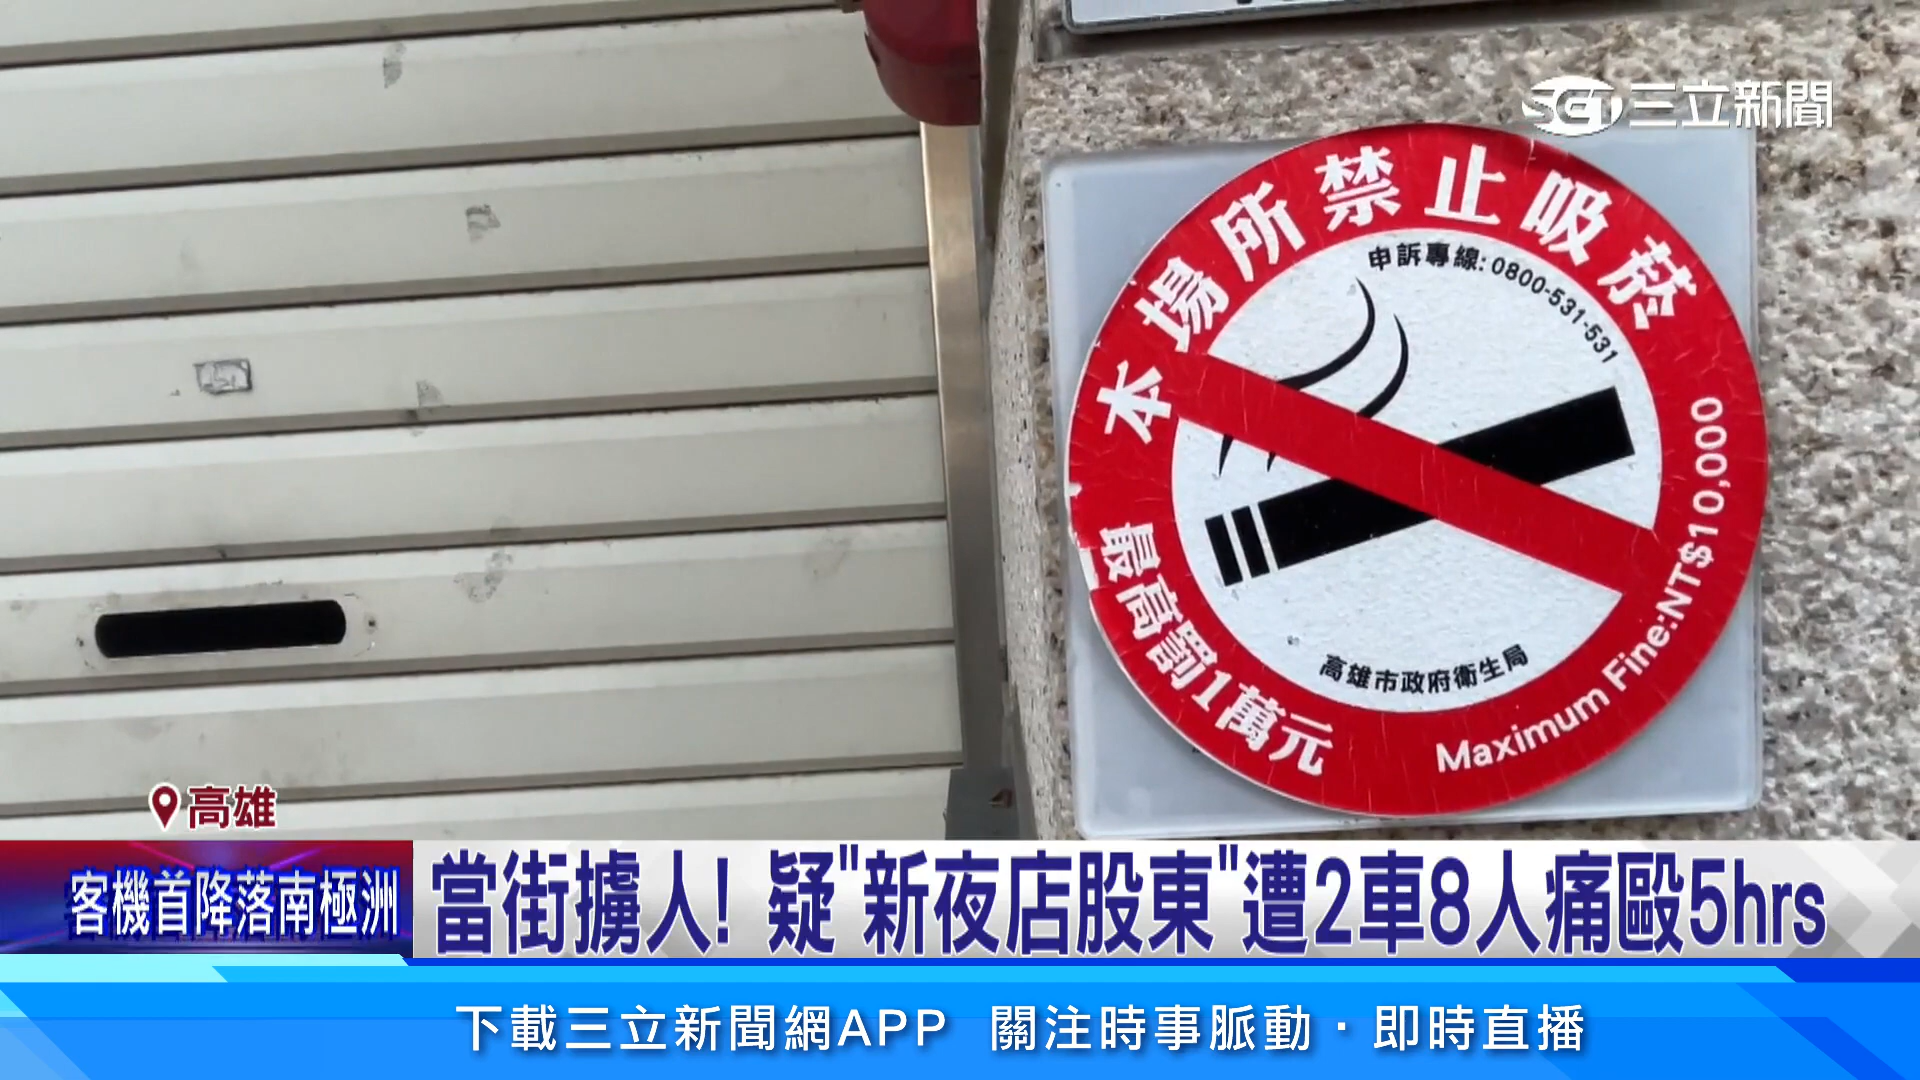 SET三立新聞
本場所禁止吸菸
申訴專線:0800-531-531
高雄市政府衛生局
最高罰1萬元
Maximum Fine:NT$10,000
高雄
客機首降落南極洲
當街擄人! 疑"新夜店股東"遭2車8人痛毆5hrs
下載三立新聞網APP 關注時事脈動・即時直播